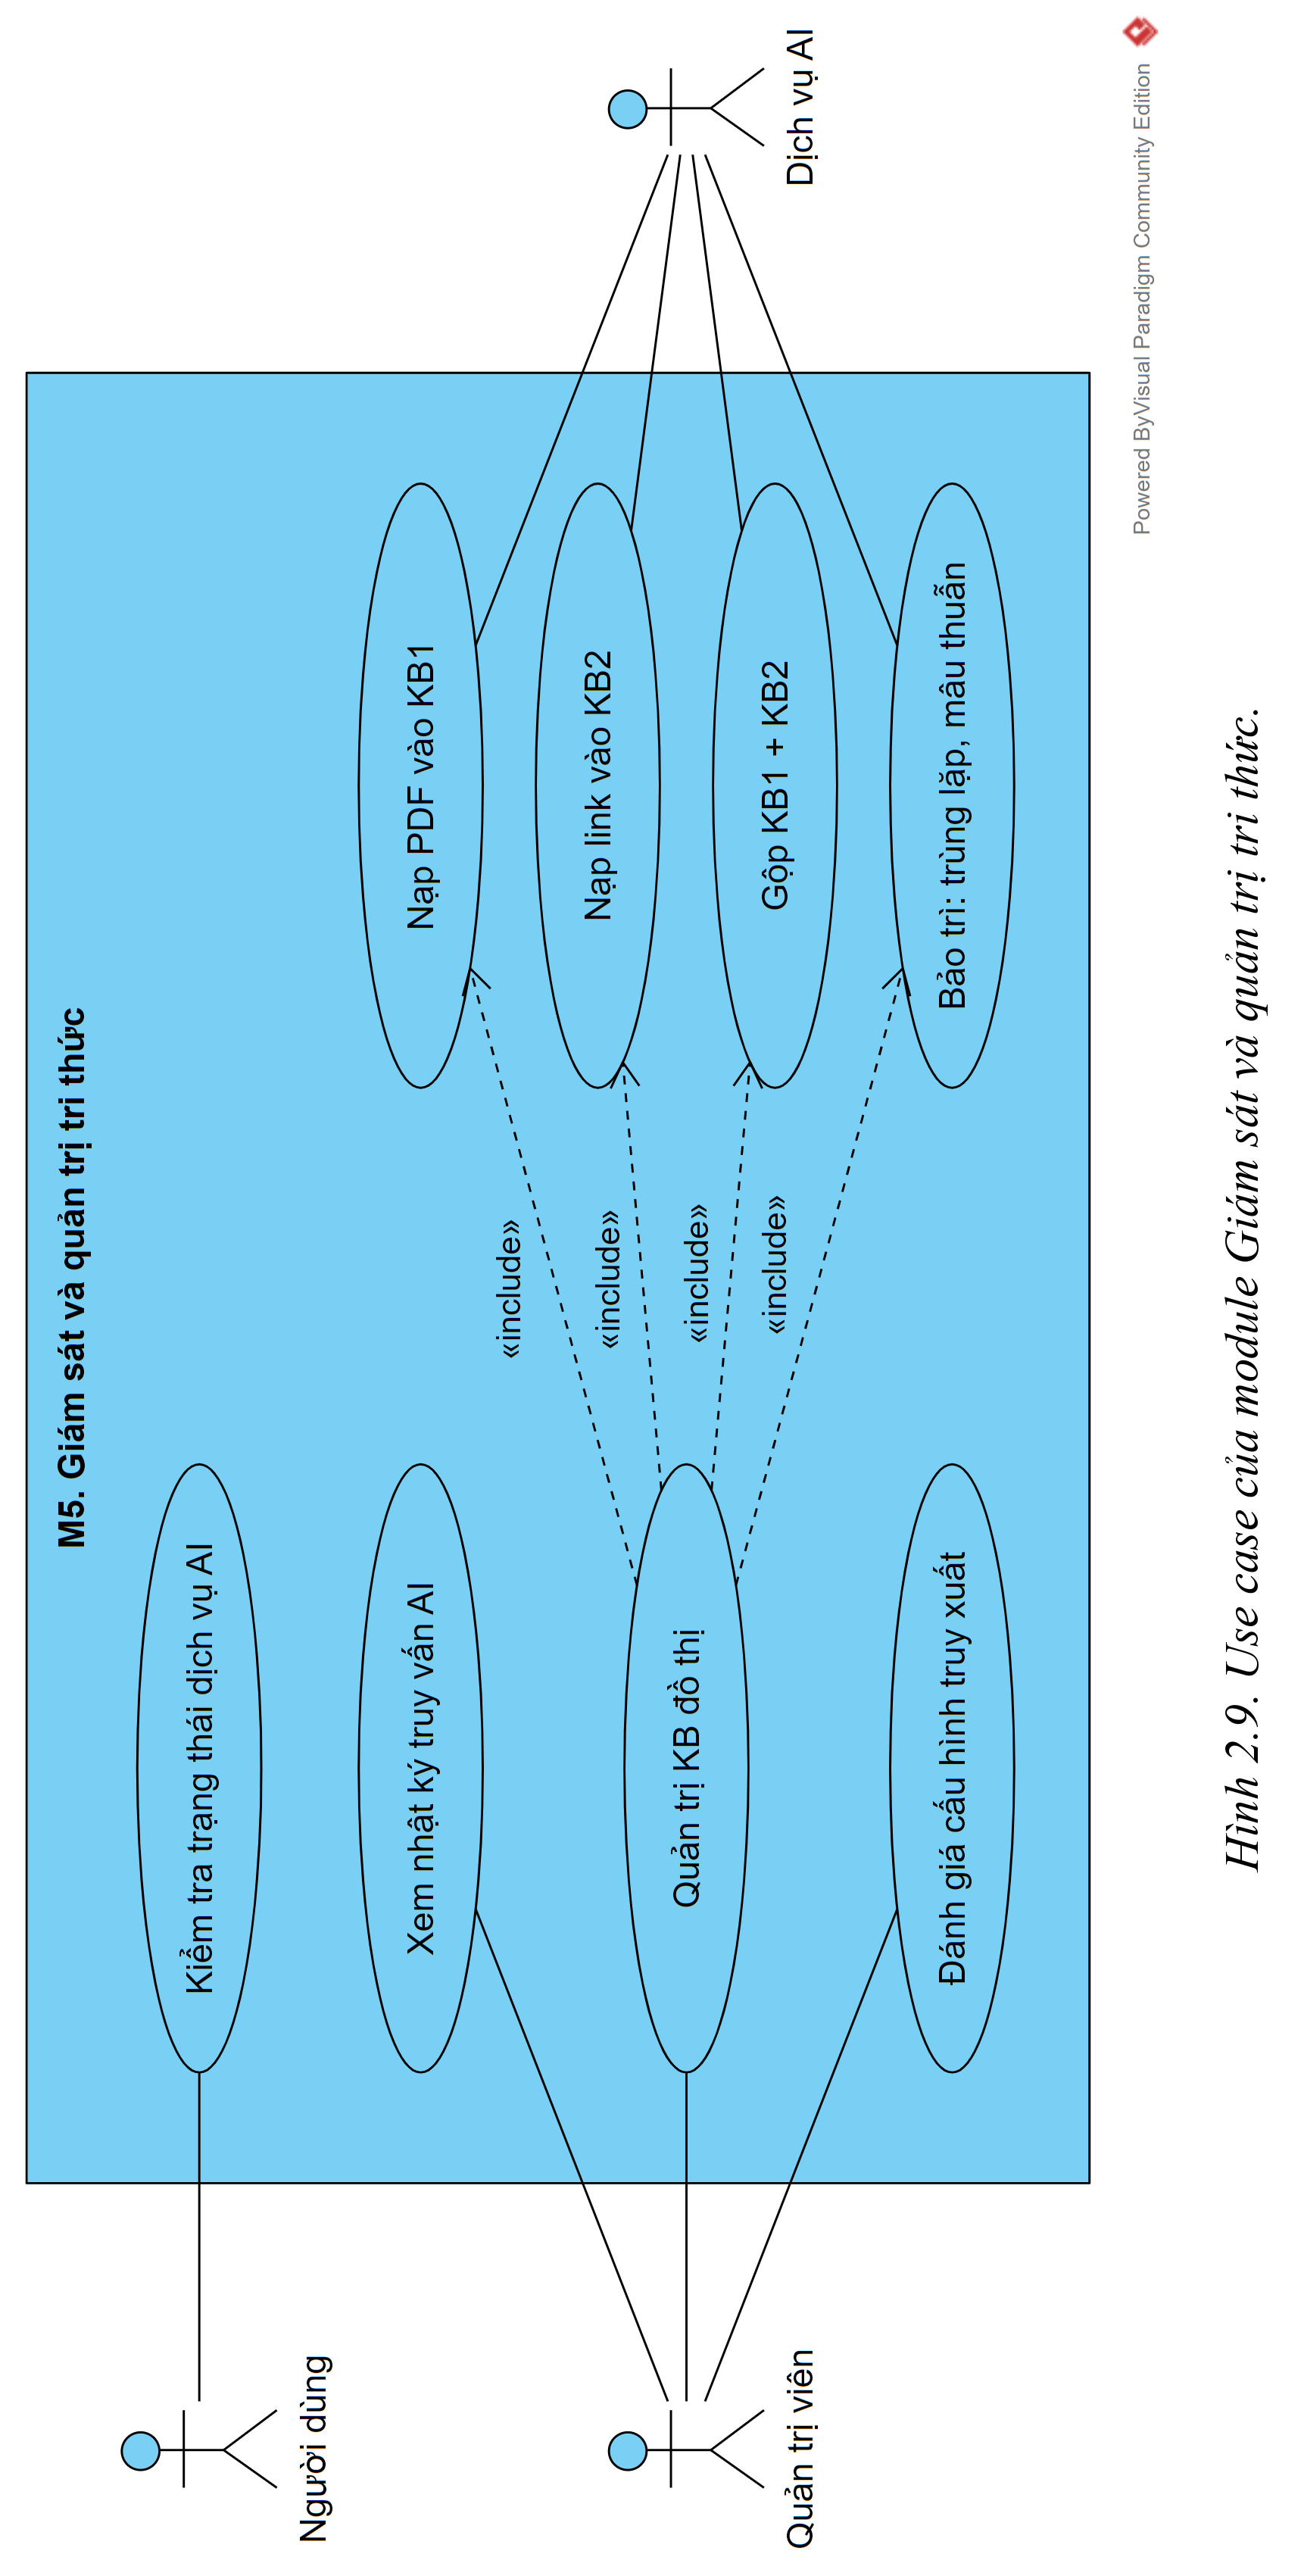 M5. Giám sát và quản trị tri thức
Người dùng
Kiểm tra trạng thái dịch vụ AI
Xem nhật ký truy vấn AI
Quản trị viên
Quản trị KB đồ thị
Đánh giá cấu hình truy xuất
«include»
«include»
«include»
«include»
Nạp PDF vào KB1
Nạp link vào KB2
Gộp KB1 + KB2
Bảo trì: trùng lặp, mâu thuẫn
Dịch vụ AI
Powered ByVisual Paradigm Community Edition
Hình 2.9. Use case của module Giám sát và quản trị tri thức.